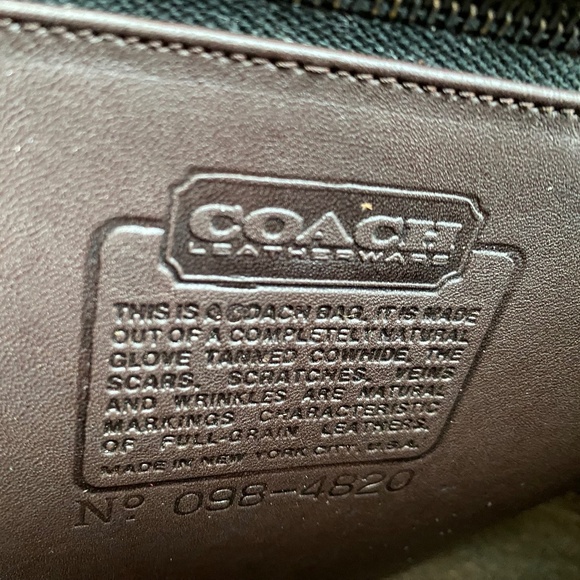 COACH
LEATHERWARE
THIS IS A COACH BAG. IT IS MADE
OUT OF A COMPLETELY NATURAL
GLOVE TANNED COWHIDE, THE
SCARS, SCRATCHES, VEINS
AND WRINKLES ARE NATURAL
MARKINGS CHARACTERISTIC
OF FULL-GRAIN LEATHERS.
MADE IN NEW YORK CITY, U.S.A.
Nº 098-4820